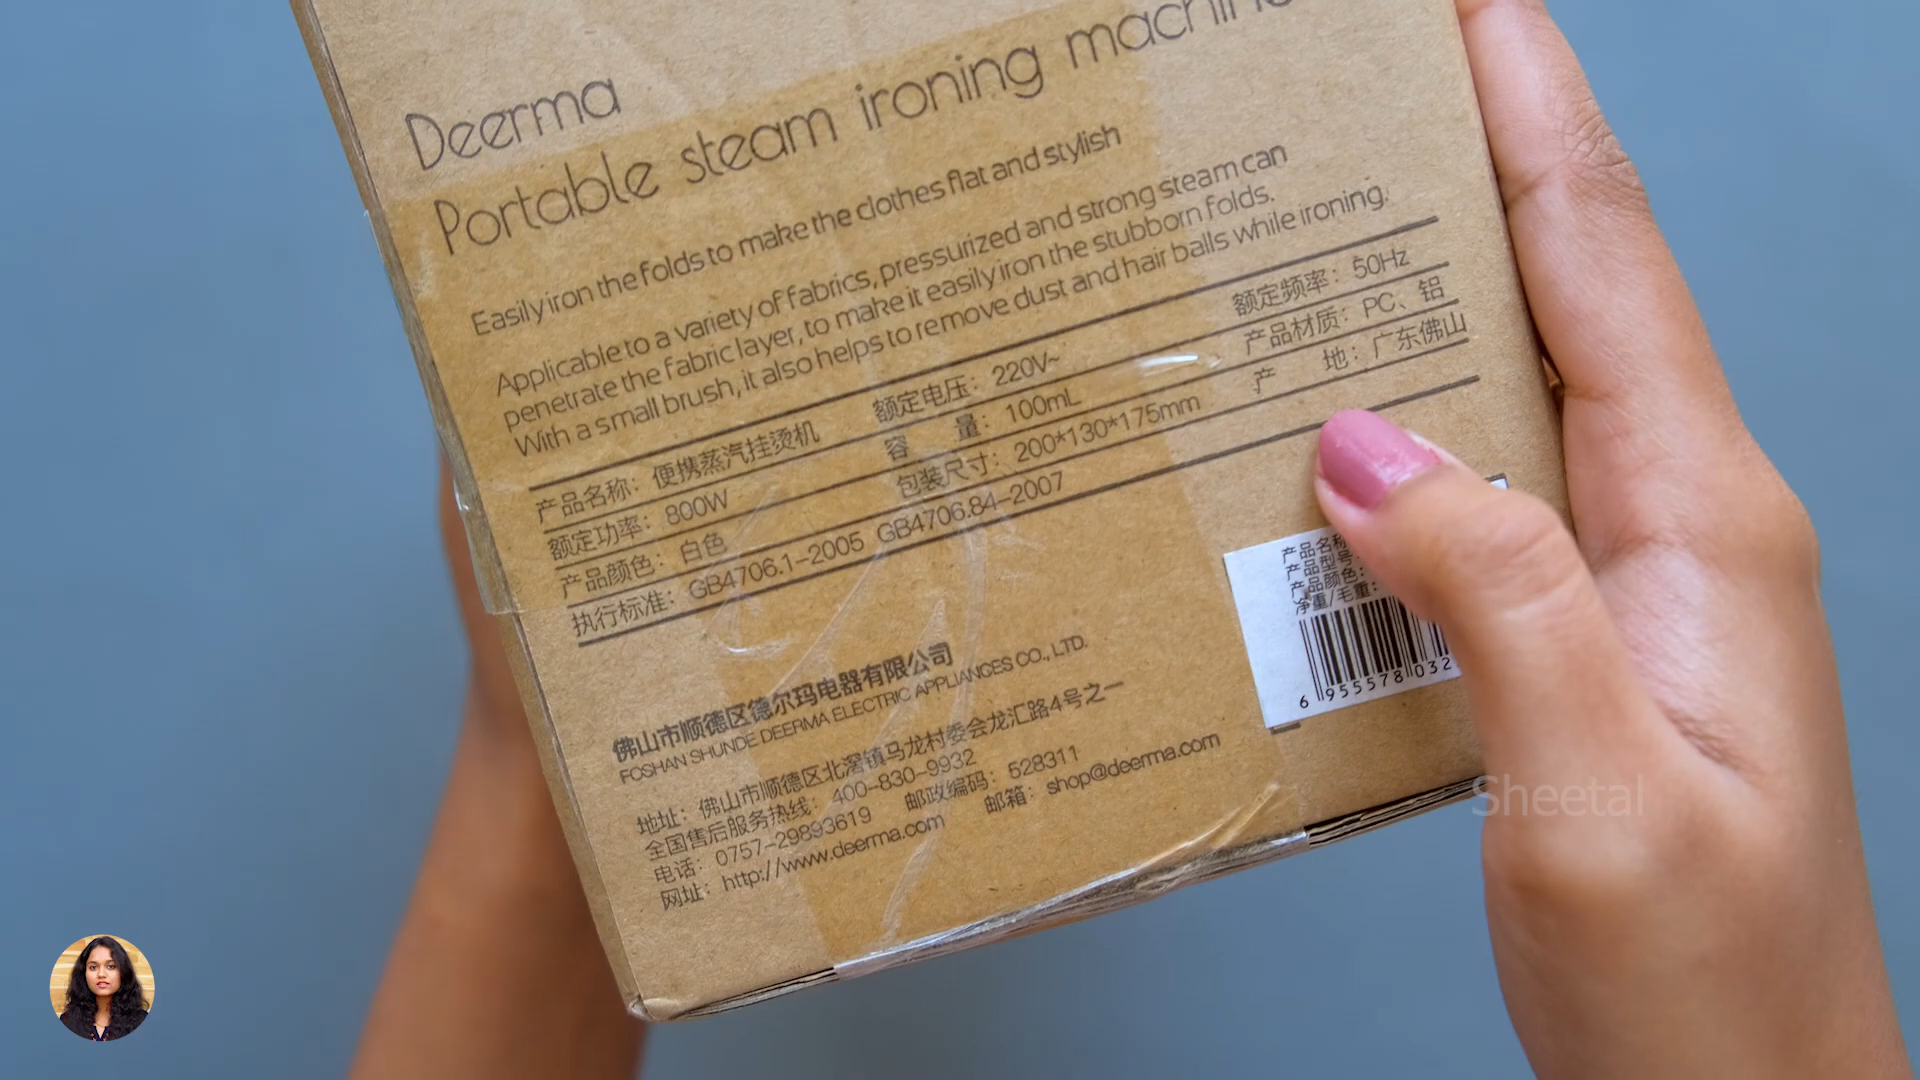 Deerma
Portable steam ironing machine
Easily iron the folds to make the clothes flat and stylish
Applicable to a variety of fabrics, pressurized and strong steam can
penetrate the fabric layer, to make it easily iron the stubborn folds.
With a small brush, it also helps to remove dust and hair balls while ironing.
产品名称：便携蒸汽挂烫机 额定电压：220V~ 额定频率：50Hz
额定功率：800W 容 量：100mL 产品材质：PC、铝
产品颜色：白色 包装尺寸：200*130*175mm 产 地：广东佛山
执行标准：GB4706.1-2005 GB4706.84-2007
佛山市顺德区德尔玛电器有限公司
FOSHAN SHUNDE DEERMA ELECTRIC APPLIANCES CO., LTD.
地址：佛山市顺德区北滘镇马龙村委会龙汇路4号之一
全国售后服务热线：400-830-9932
电话：0757-29893619 邮政编码：528311
网址：http://www.deerma.com 邮箱：shop@deerma.com
产品名称
产品型号
产品颜色：
净重/毛重：
6 955578 032
Sheetal